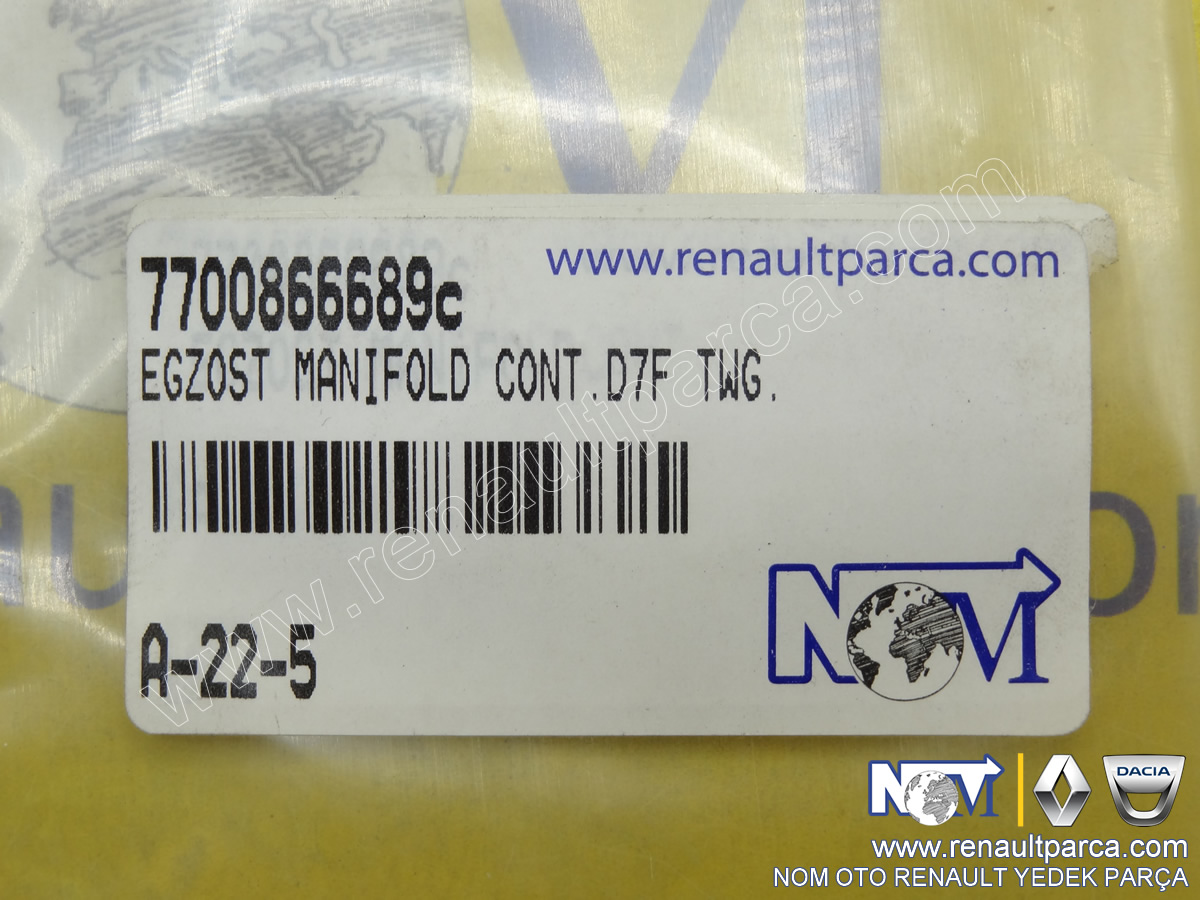 www.renaultparca.com
7700866689c
EGZOST MANIFOLD CONT.D7F TWG.
A-22-5
NOM
www.renaultparca.com
NOM
DACIA
www.renaultparca.com
NOM OTO RENAULT YEDEK PARÇA